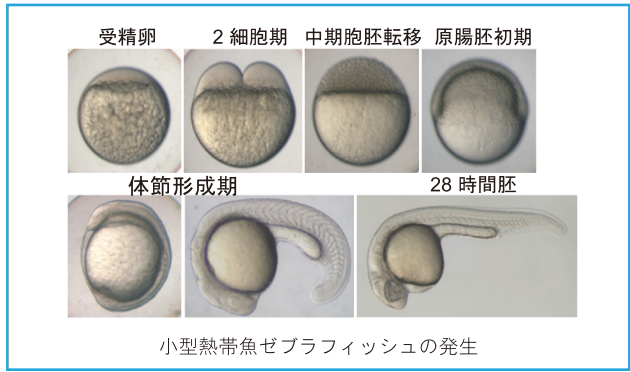 受精卵
2 細胞期
中期胞胚転移
原腸胚初期
体節形成期
28 時間胚
小型熱帯魚ゼブラフィッシュの発生